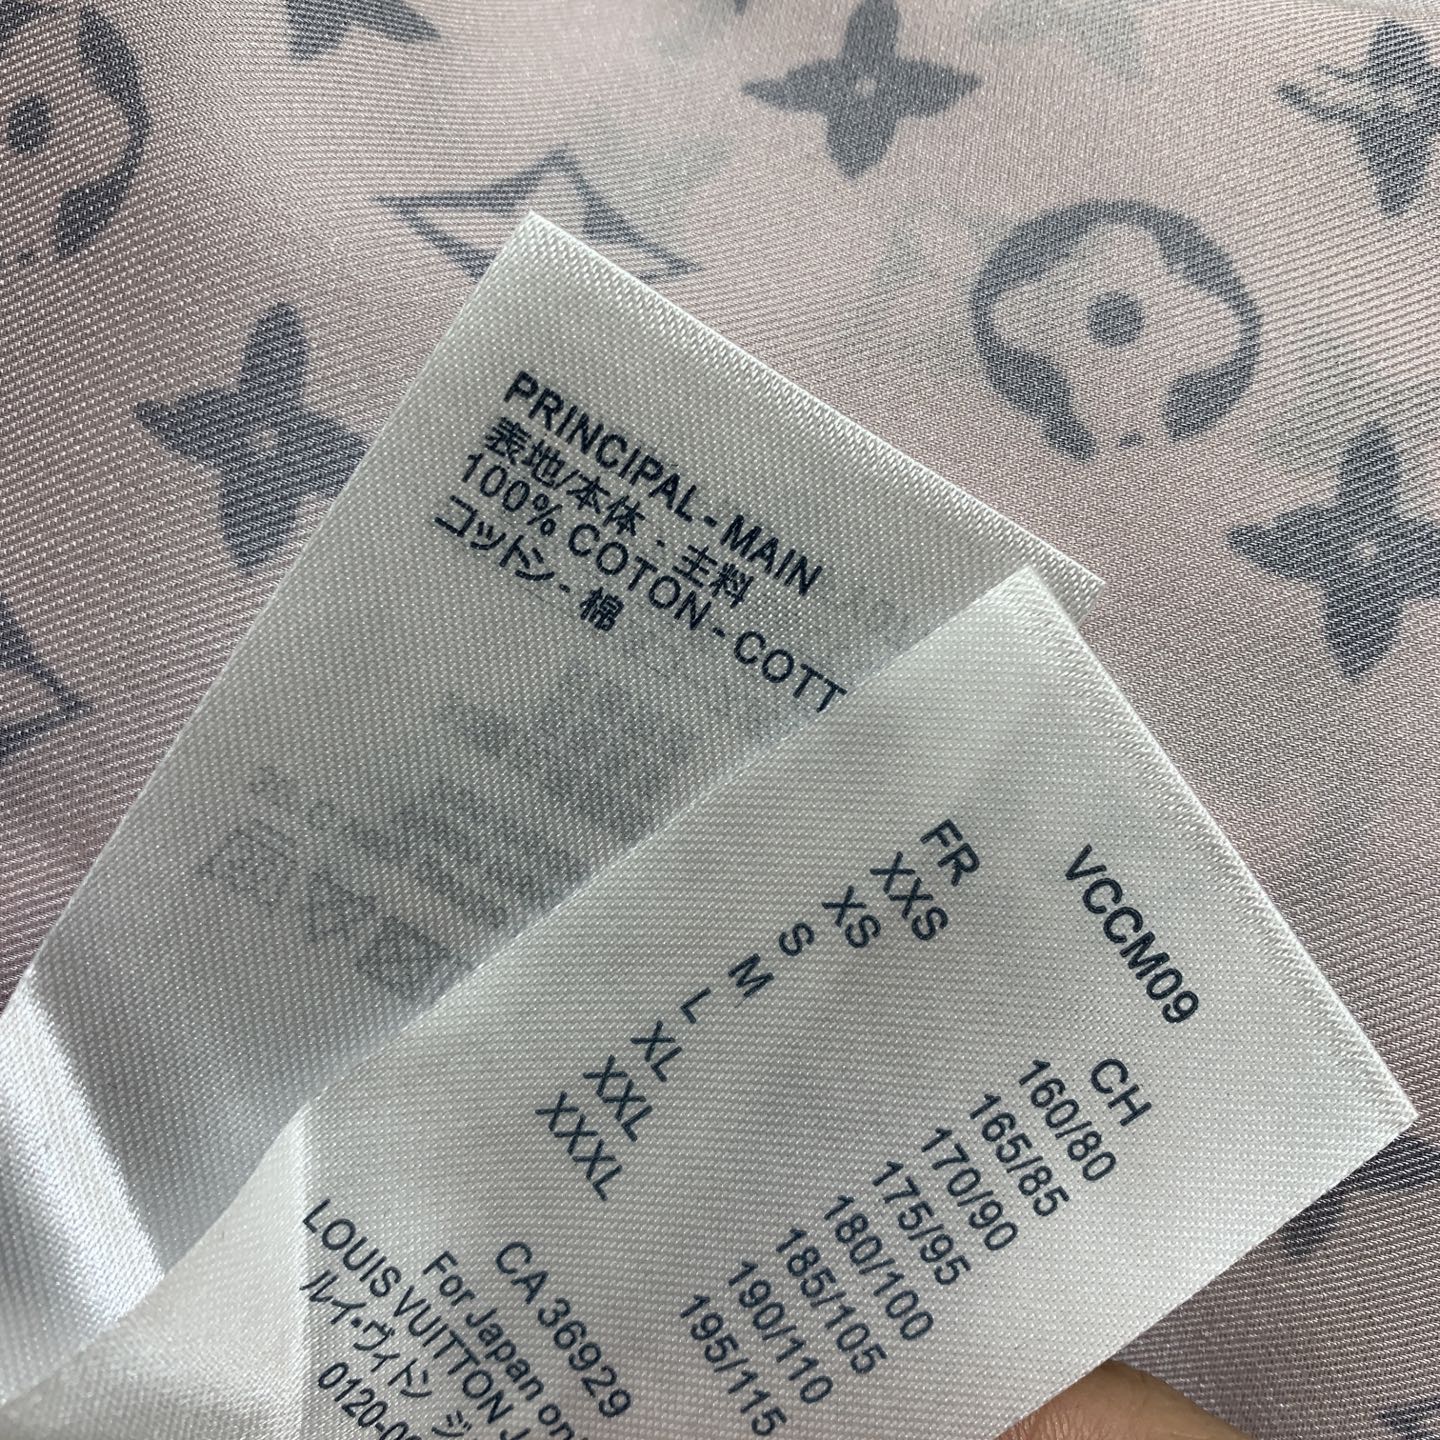 PRINCIPAL - MAIN
表地/本体 - 主料
100% COTON - COTT
コットン - 棉
VCCM09
FR CH
XXS 160/80
XS 165/85
S 170/90
M 175/95
L 180/100
XL 185/105
XXL 190/110
XXXL 195/115
CA 36929
For Japan on
LOUIS VUITTON J
ルイ・ヴィトン ジ
0120-0